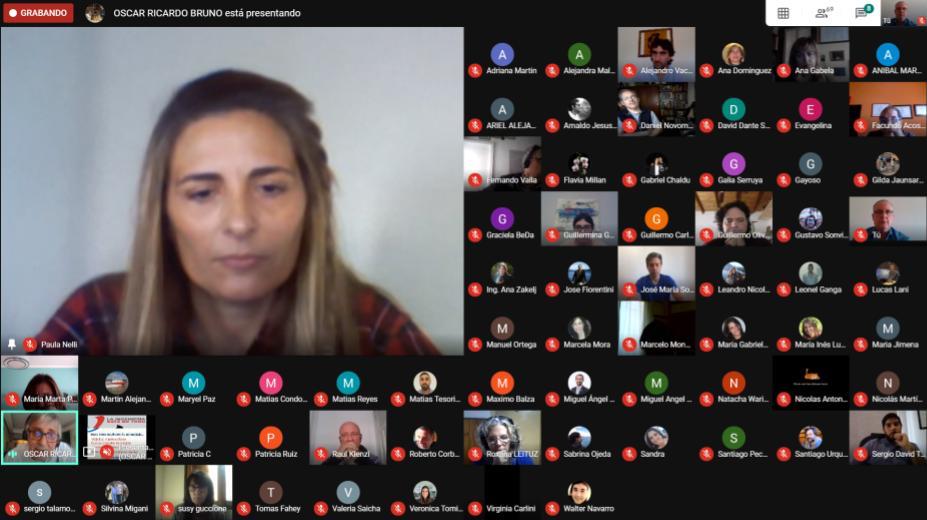 GRABANDO
OSCAR RICARDO BRUNO está presentando
69
8
Tú
Adriana Martin
Alejandra Mal...
Alejandro Vac...
Ana Dominguez
Ana Gabela
ANIBAL MAR...
ARIEL ALEJA...
Arnaldo Jesus...
Daniel Novom...
David Dante S...
Evangelina
Facundo Acos...
Fernando Valla
Flavia Millan
Gabriel Chaldu
Galia Serruya
Gayoso
Gilda Jaunsar...
Graciela BeDa
Guillermina G...
Guillermo Carl...
Guillermo Oliv...
Gustavo Sonvi...
Tú
Ing. Ana Zakelj
Jose Fiorentini
José María So...
Leandro Nicol...
Leonel Ganga
Lucas Lani
Paula Nelli
Manuel Ortega
Marcela Mora
Marcelo Mon...
María Gabriel...
María Inés Lu...
Maria Jimena
María Marta P...
Martin Alejan...
Maryel Paz
Matias Condo...
Matias Reyes
Matias Tesori...
Maximo Balza
Miguel Ángel ...
Miguel Angel ...
Natacha Wari...
Nicolas Anton...
Nicolás Martí...
OSCAR RICAR...
(OSCAR ...
Patricia C
Patricia Ruiz
Raul Klenzi
Roberto Corb...
Rosana LEITUZ
Sabrina Ojeda
Sandra
Santiago Pec...
Santiago Urqu...
Sergio David T...
sergio talamo...
Silvina Migani
susy guccione
Tomas Fahey
Valeria Saicha
Veronica Tomi...
Virginia Carlini
Walter Navarro
A
A
A
A
D
E
G
G
G
G
M
M
M
M
M
M
M
M
N
N
P
P
S
s
T
V